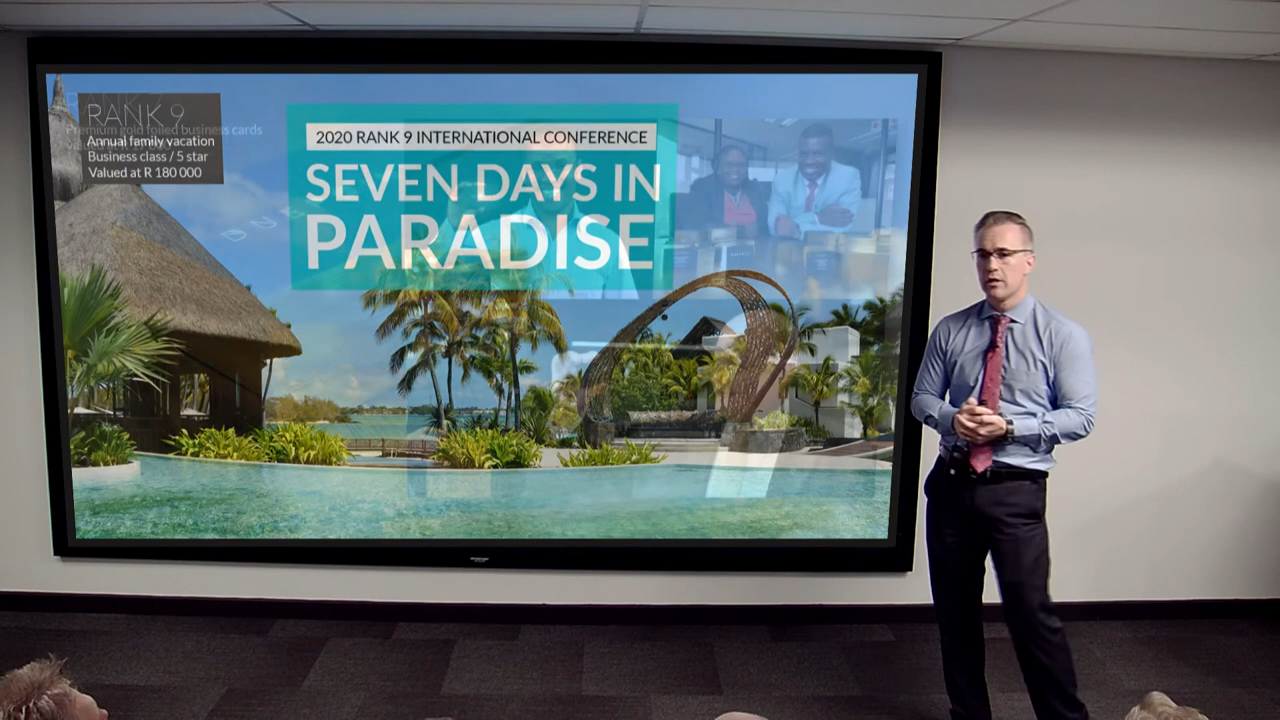 RANK 9
Premium gold foiled business cards
Annual family vacation
Business class / 5 star
Valued at R 180 000
2020 RANK 9 INTERNATIONAL CONFERENCE
SEVEN DAYS IN
PARADISE